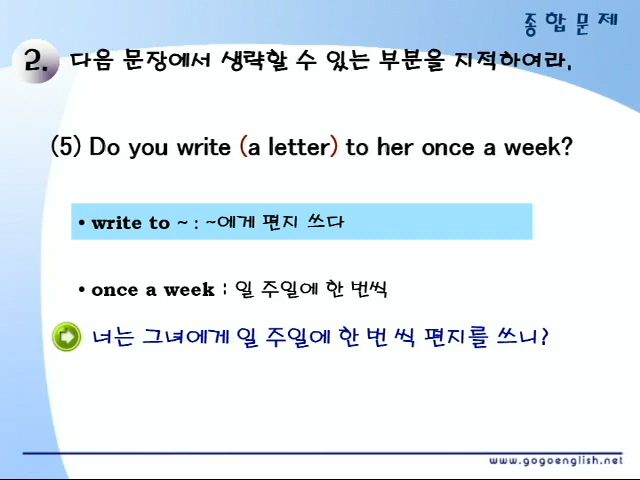 종합문제
2. 다음 문장에서 생략할 수 있는 부분을 지적하여라.
(5) Do you write (a letter) to her once a week?
• write to ~ : ~에게 편지 쓰다
• once a week : 일 주일에 한 번씩
너는 그녀에게 일 주일에 한 번 씩 편지를 쓰니?
www.gogoenglish.net